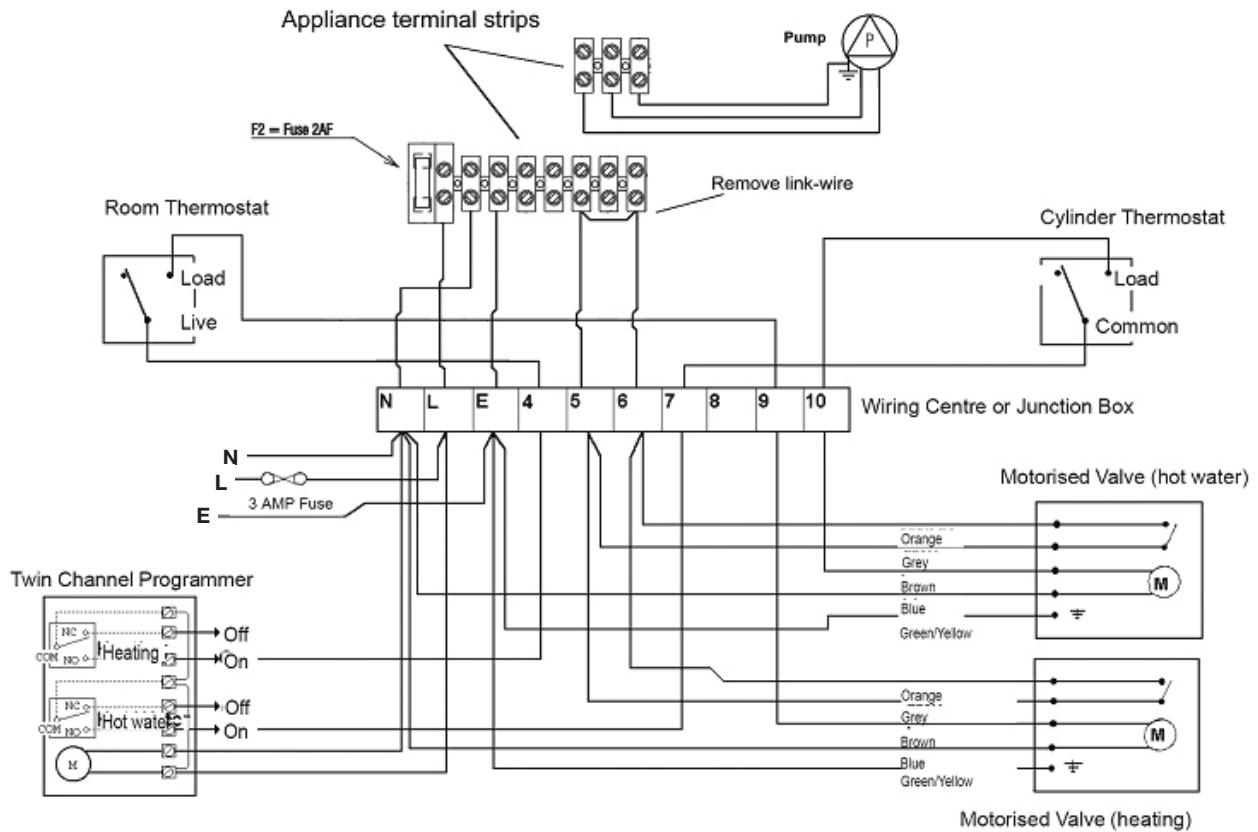 Appliance terminal strips
Pump
P
F2 = Fuse 2AF
Remove link-wire
Room Thermostat
Load
Live
Cylinder Thermostat
Load
Common
N L E 4 5 6 7 8 9 10
Wiring Centre or Junction Box
N
L
3 AMP Fuse
E
Motorised Valve (hot water)
Orange
Grey
Brown
Blue
Green/Yellow
M
Twin Channel Programmer
NC
COM
NO
Heating
Off
On
NC
COM
NO
Hot water
Off
On
M
Orange
Grey
Brown
Blue
Green/Yellow
M
Motorised Valve (heating)